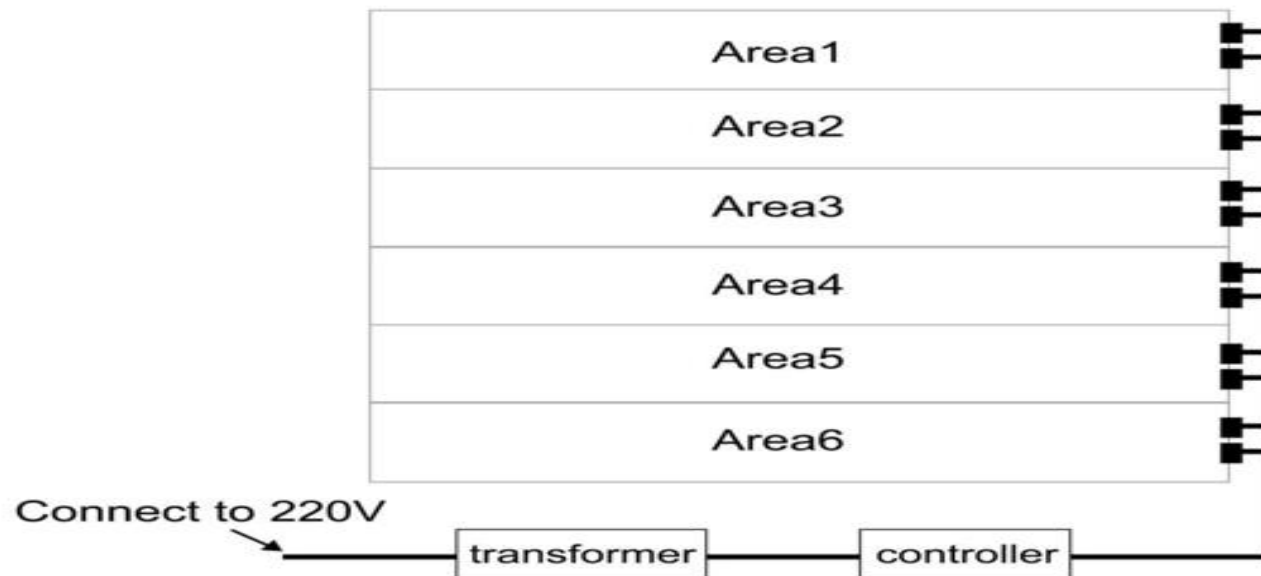 Area1
Area2
Area3
Area4
Area5
Area6
Connect to 220V
transformer
controller